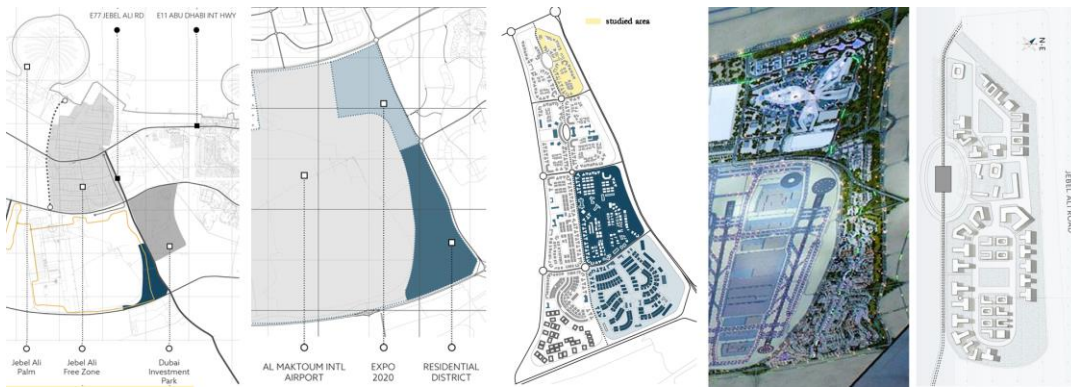 E77 JEBEL ALI RD
E11 ABU DHABI INT HWY
Jebel Ali
Palm
Jebel Ali
Free Zone
Dubai
Investment
Park
AL MAKTOUM INTL
AIRPORT
EXPO
2020
RESIDENTIAL
DISTRICT
studied area
N-E
JEBEL ALI ROAD